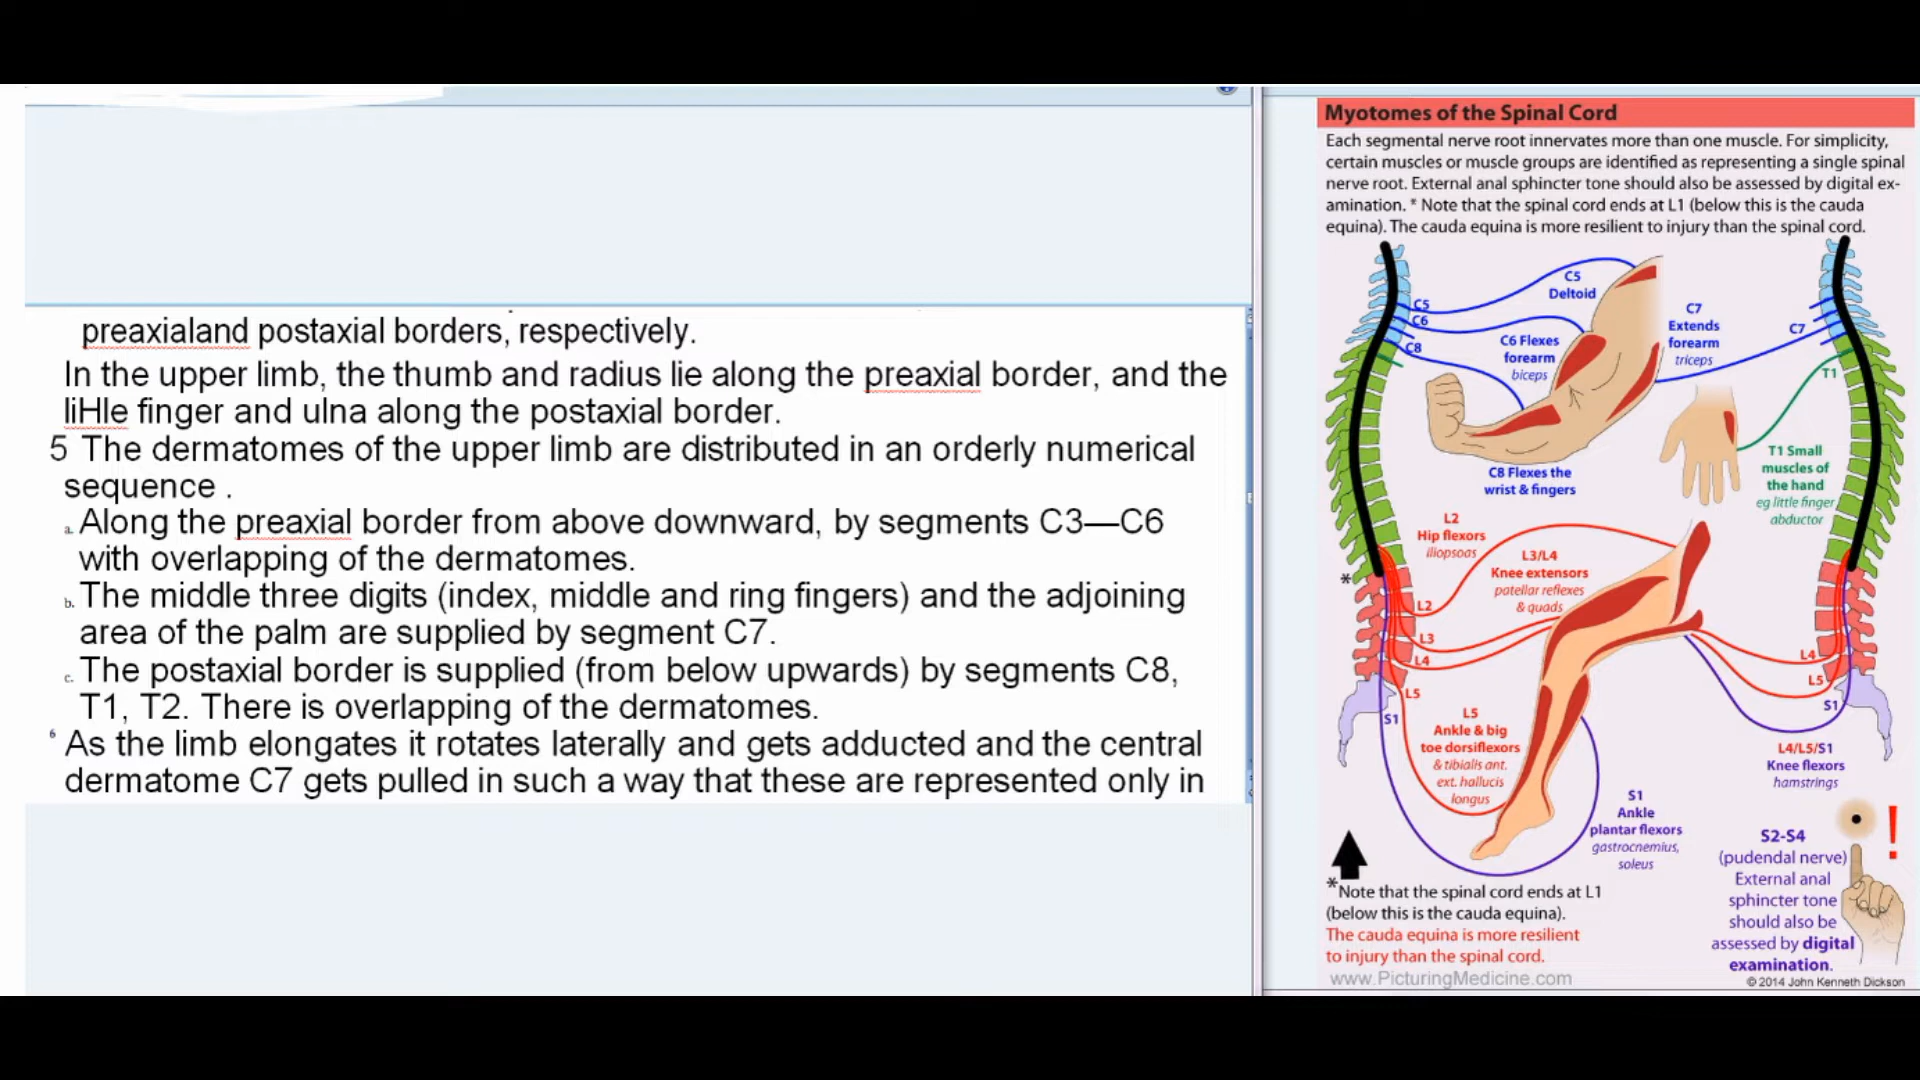 preaxialand postaxial borders, respectively.
In the upper limb, the thumb and radius lie along the preaxial border, and the
liHle finger and ulna along the postaxial border.
5 The dermatomes of the upper limb are distributed in an orderly numerical
sequence .
a. Along the preaxial border from above downward, by segments C3—C6
with overlapping of the dermatomes.
b. The middle three digits (index, middle and ring fingers) and the adjoining
area of the palm are supplied by segment C7.
c. The postaxial border is supplied (from below upwards) by segments C8,
T1, T2. There is overlapping of the dermatomes.
6 As the limb elongates it rotates laterally and gets adducted and the central
dermatome C7 gets pulled in such a way that these are represented only in
Myotomes of the Spinal Cord
Each segmental nerve root innervates more than one muscle. For simplicity,
certain muscles or muscle groups are identified as representing a single spinal
nerve root. External anal sphincter tone should also be assessed by digital ex-
amination. * Note that the spinal cord ends at L1 (below this is the cauda
equina). The cauda equina is more resilient to injury than the spinal cord.
C5
Deltoid
C5
C6
C8
C6 Flexes
forearm
biceps
C7
Extends
forearm
triceps
C7
T1
C8 Flexes the
wrist & fingers
T1 Small
muscles of
the hand
eg little finger
abductor
L2
Hip flexors
iliopsoas
L3/L4
Knee extensors
patellar reflexes
& quads
*
L2
L3
L4
L5
S1
L4
L5
S1
L5
Ankle & big
toe dorsiflexors
& tibialis ant.
ext. hallucis
longus
L4/L5/S1
Knee flexors
hamstrings
S1
Ankle
plantar flexors
gastrocnemius,
soleus
S2-S4
(pudendal nerve)
External anal
sphincter tone
should also be
assessed by digital
examination.
!
*Note that the spinal cord ends at L1
(below this is the cauda equina).
The cauda equina is more resilient
to injury than the spinal cord.
www.PicturingMedicine.com
© 2014 John Kenneth Dickson